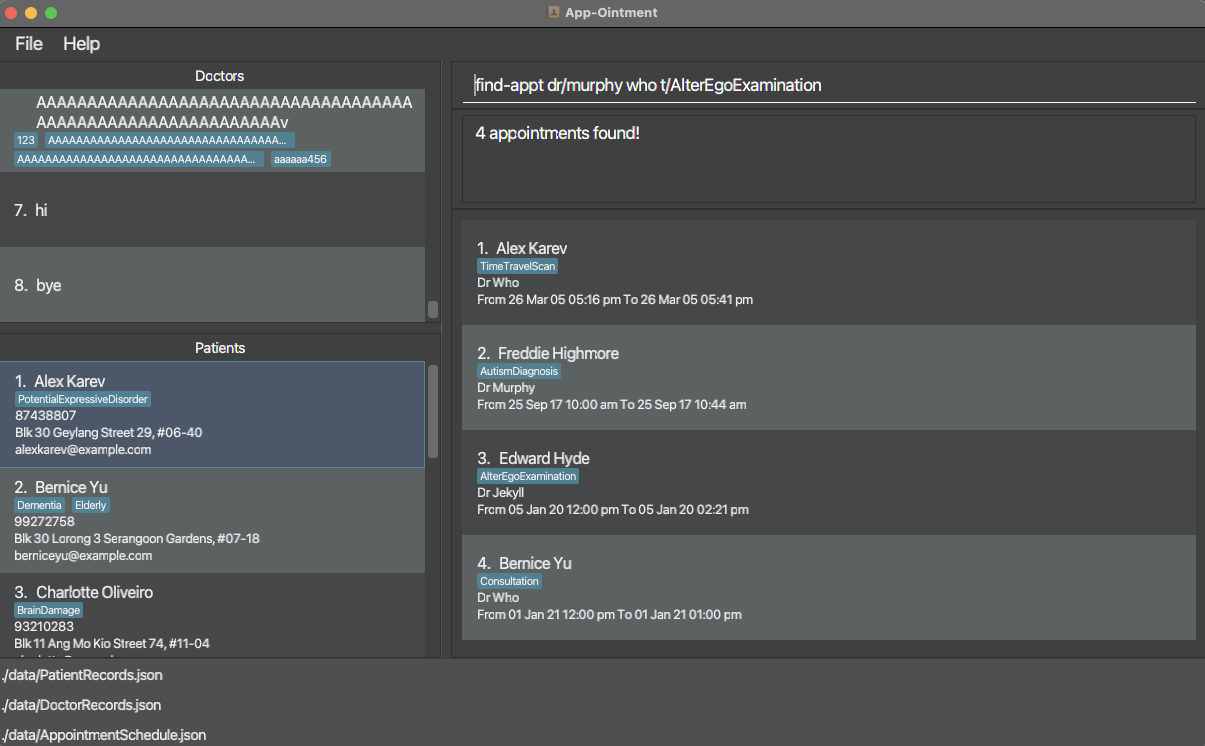 App-Ointment
File Help
Doctors
AAAAAAAAAAAAAAAAAAAAAAAAAAAAAAAAAAAAA
AAAAAAAAAAAAAAAAAAAAAAAAv
123 AAAAAAAAAAAAAAAAAAAAAAAAAAAAAAAAA...
AAAAAAAAAAAAAAAAAAAAAAAAAAAAAAAAA... aaaaaa456
7. hi
8. bye
Patients
1. Alex Karev
PotentialExpressiveDisorder
87438807
Blk 30 Geylang Street 29, #06-40
alexkarev@example.com
2. Bernice Yu
Dementia Elderly
99272758
Blk 30 Lorong 3 Serangoon Gardens, #07-18
berniceyu@example.com
3. Charlotte Oliveiro
BrainDamage
93210283
Blk 11 Ang Mo Kio Street 74, #11-04
find-appt dr/murphy who t/AlterEgoExamination
4 appointments found!
1. Alex Karev
TimeTravelScan
Dr Who
From 26 Mar 05 05:16 pm To 26 Mar 05 05:41 pm
2. Freddie Highmore
AutismDiagnosis
Dr Murphy
From 25 Sep 17 10:00 am To 25 Sep 17 10:44 am
3. Edward Hyde
AlterEgoExamination
Dr Jekyll
From 05 Jan 20 12:00 pm To 05 Jan 20 02:21 pm
4. Bernice Yu
Consultation
Dr Who
From 01 Jan 21 12:00 pm To 01 Jan 21 01:00 pm
./data/PatientRecords.json
./data/DoctorRecords.json
./data/AppointmentSchedule.json